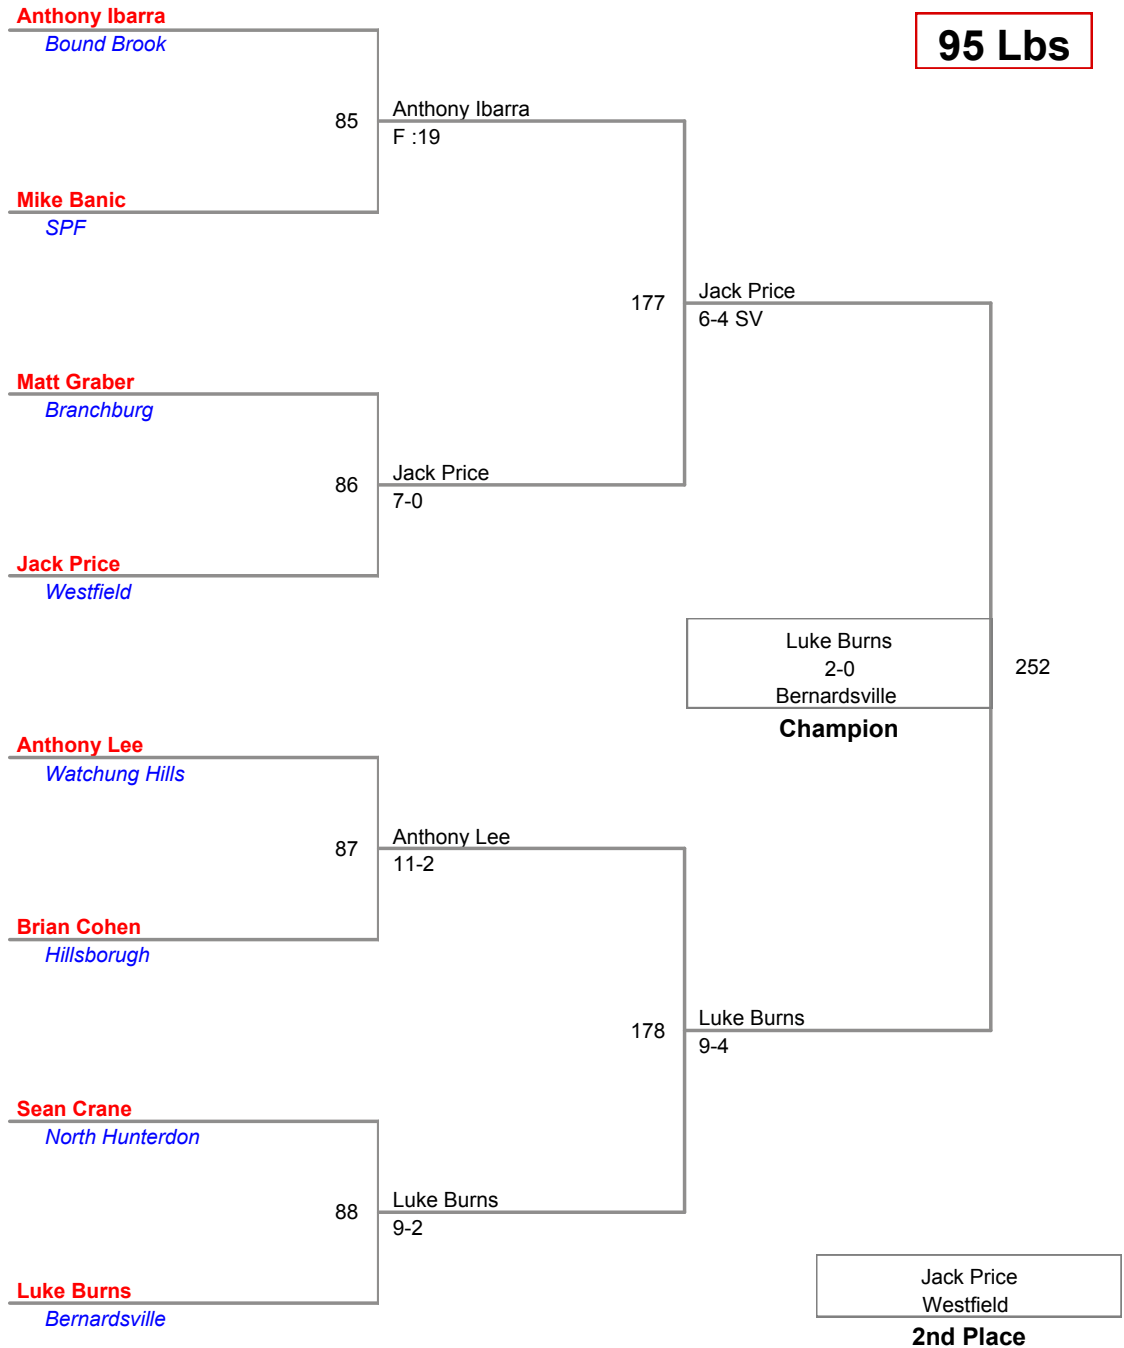 Anthony Ibarra
Bound Brook
95 Lbs
85
Anthony Ibarra
F :19
Mike Banic
SPF
177
Jack Price
6-4 SV
Matt Graber
Branchburg
86
Jack Price
7-0
Jack Price
Westfield
Luke Burns
2-0
Bernardsville
252
Champion
Anthony Lee
Watchung Hills
87
Anthony Lee
11-2
Brian Cohen
Hillsborugh
178
Luke Burns
9-4
Sean Crane
North Hunterdon
88
Luke Burns
9-2
Luke Burns
Bernardsville
Jack Price
Westfield
2nd Place